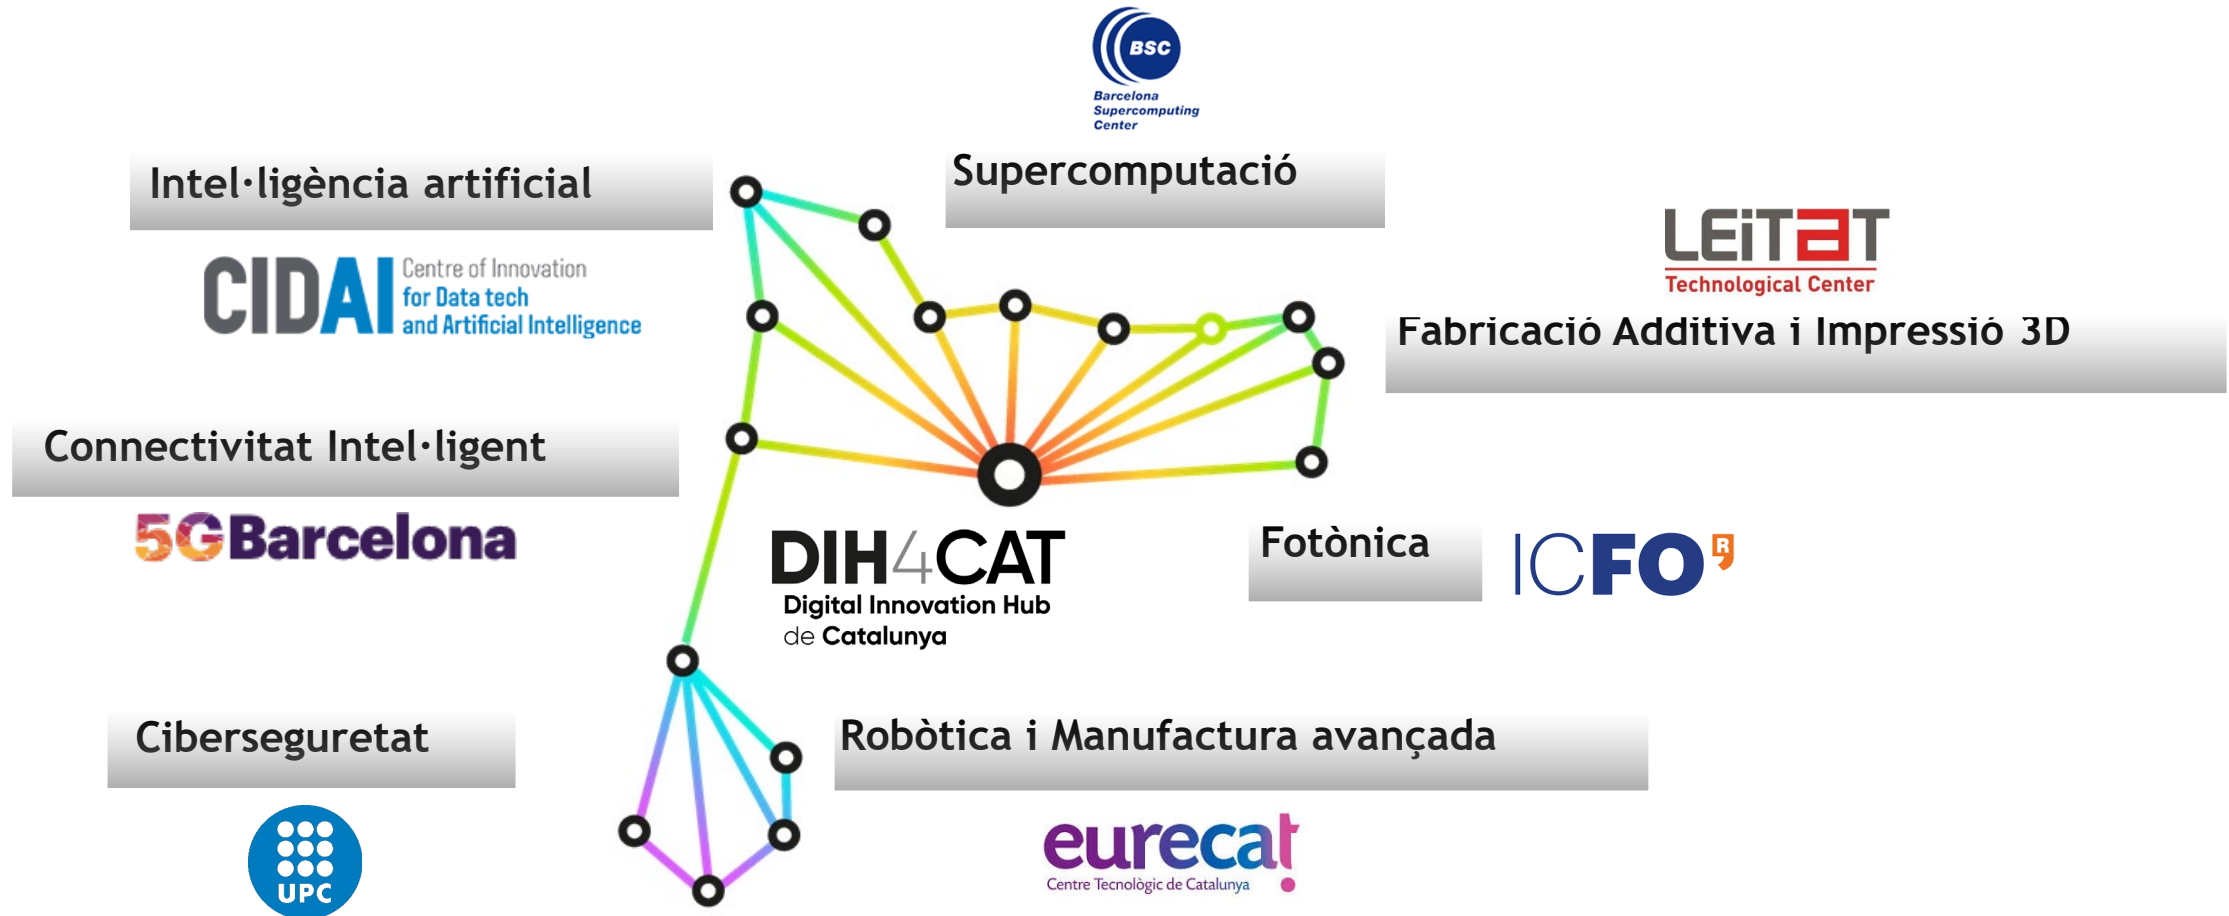 BSC
Barcelona
Supercomputing
Center
Intel·ligència artificial
Supercomputació
CIDAI
Centre of Innovation
for Data tech
and Artificial Intelligence
LEiTAT
Technological Center
Fabricació Additiva i Impressió 3D
Connectivitat Intel·ligent
5GBarcelona
DIH4CAT
Digital Innovation Hub
de Catalunya
Fotònica
ICFO R
Ciberseguretat
UPC
Robòtica i Manufactura avançada
eurecat
Centre Tecnològic de Catalunya